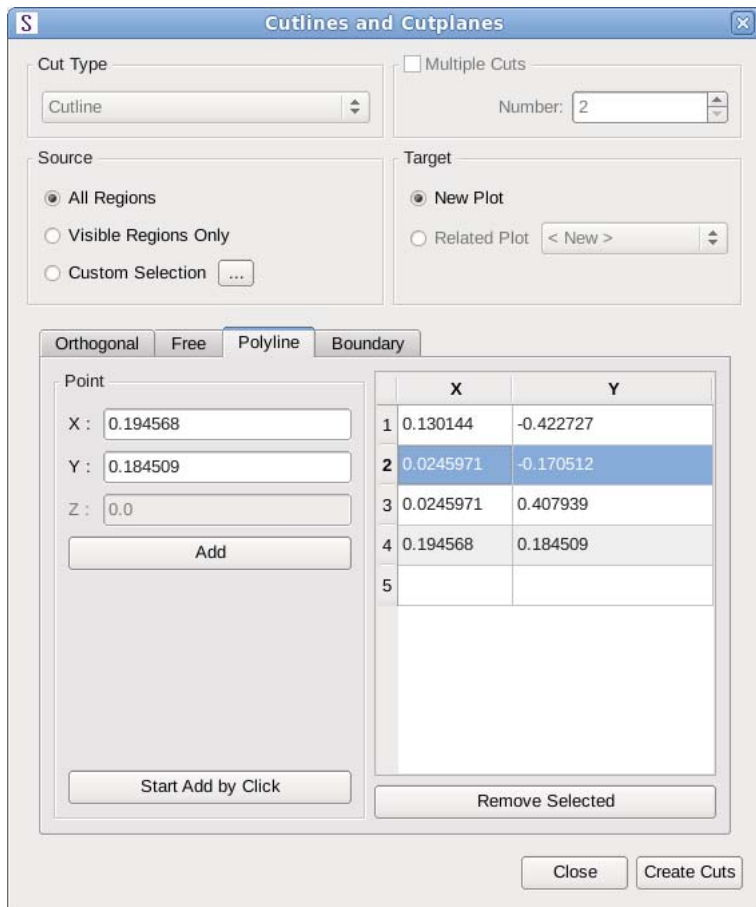 S Cutlines and Cutplanes
Cut Type
Cutline
Multiple Cuts
Number: 2
Source
All Regions
Visible Regions Only
Custom Selection ...
Target
New Plot
Related Plot < New >
Orthogonal Free Polyline Boundary
Point
X : 0.194568
Y : 0.184509
Z : 0.0
Add
Start Add by Click
X Y
1 0.130144 -0.422727
2 0.0245971 -0.170512
3 0.0245971 0.407939
4 0.194568 0.184509
5
Remove Selected
Close Create Cuts